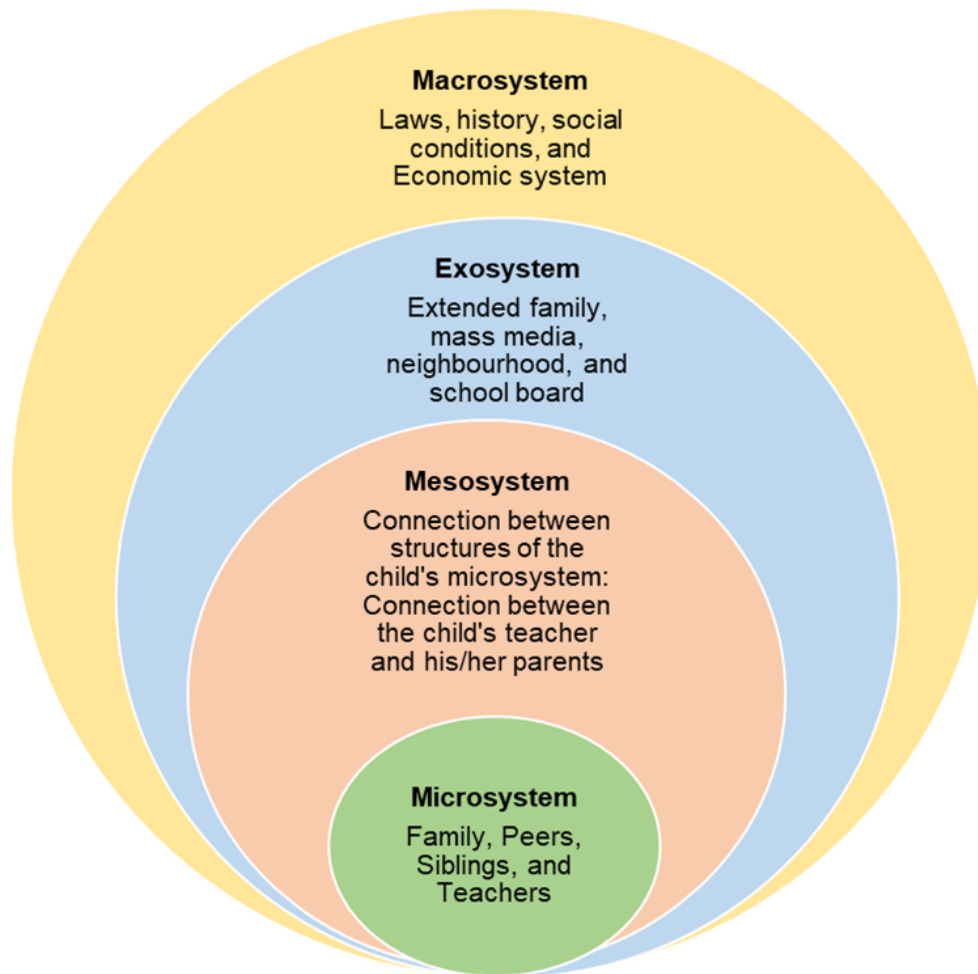 Macrosystem
Laws, history, social
conditions, and
Economic system
Exosystem
Extended family,
mass media,
neighbourhood, and
school board
Mesosystem
Connection between
structures of the
child's microsystem:
Connection between
the child's teacher
and his/her parents
Microsystem
Family, Peers,
Siblings, and
Teachers